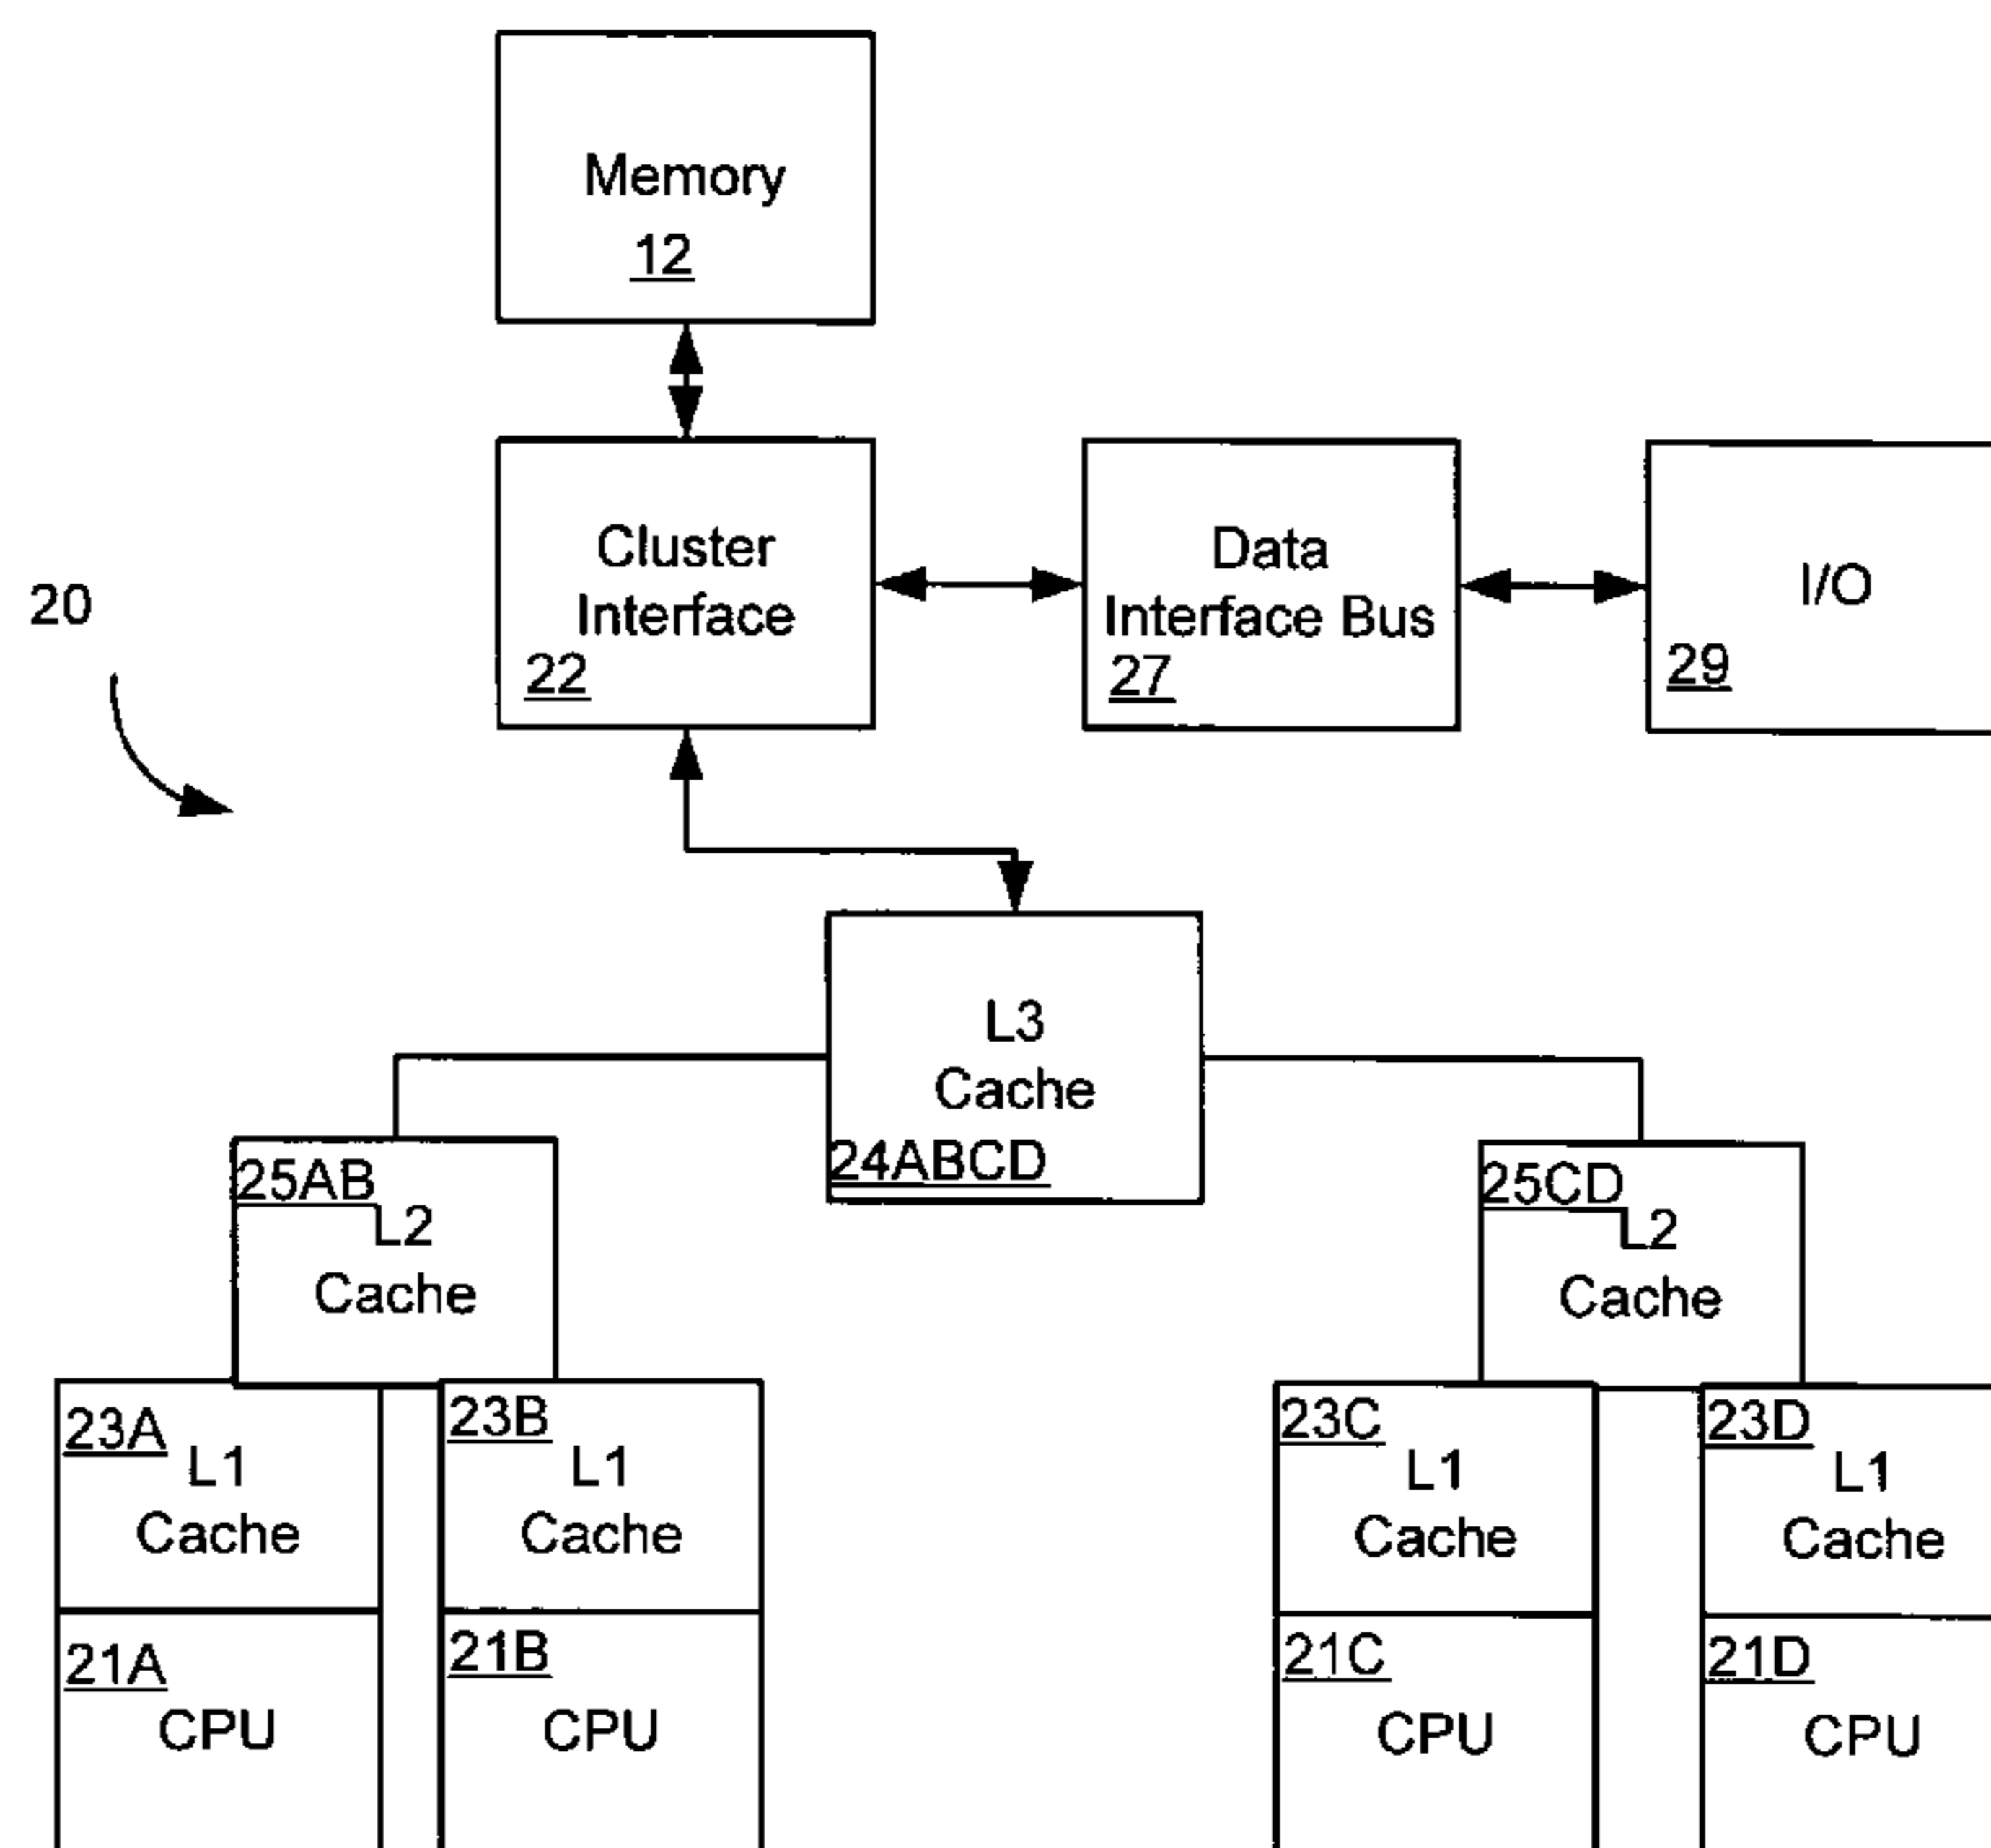 Memory
12
Cluster
Interface
22
Data
Interface Bus
27
I/O
29
20
L3
Cache
24ABCD
25AB
L2
Cache
25CD
L2
Cache
23A
L1
Cache
23B
L1
Cache
23C
L1
Cache
23D
L1
Cache
21A
CPU
21B
CPU
21C
CPU
21D
CPU